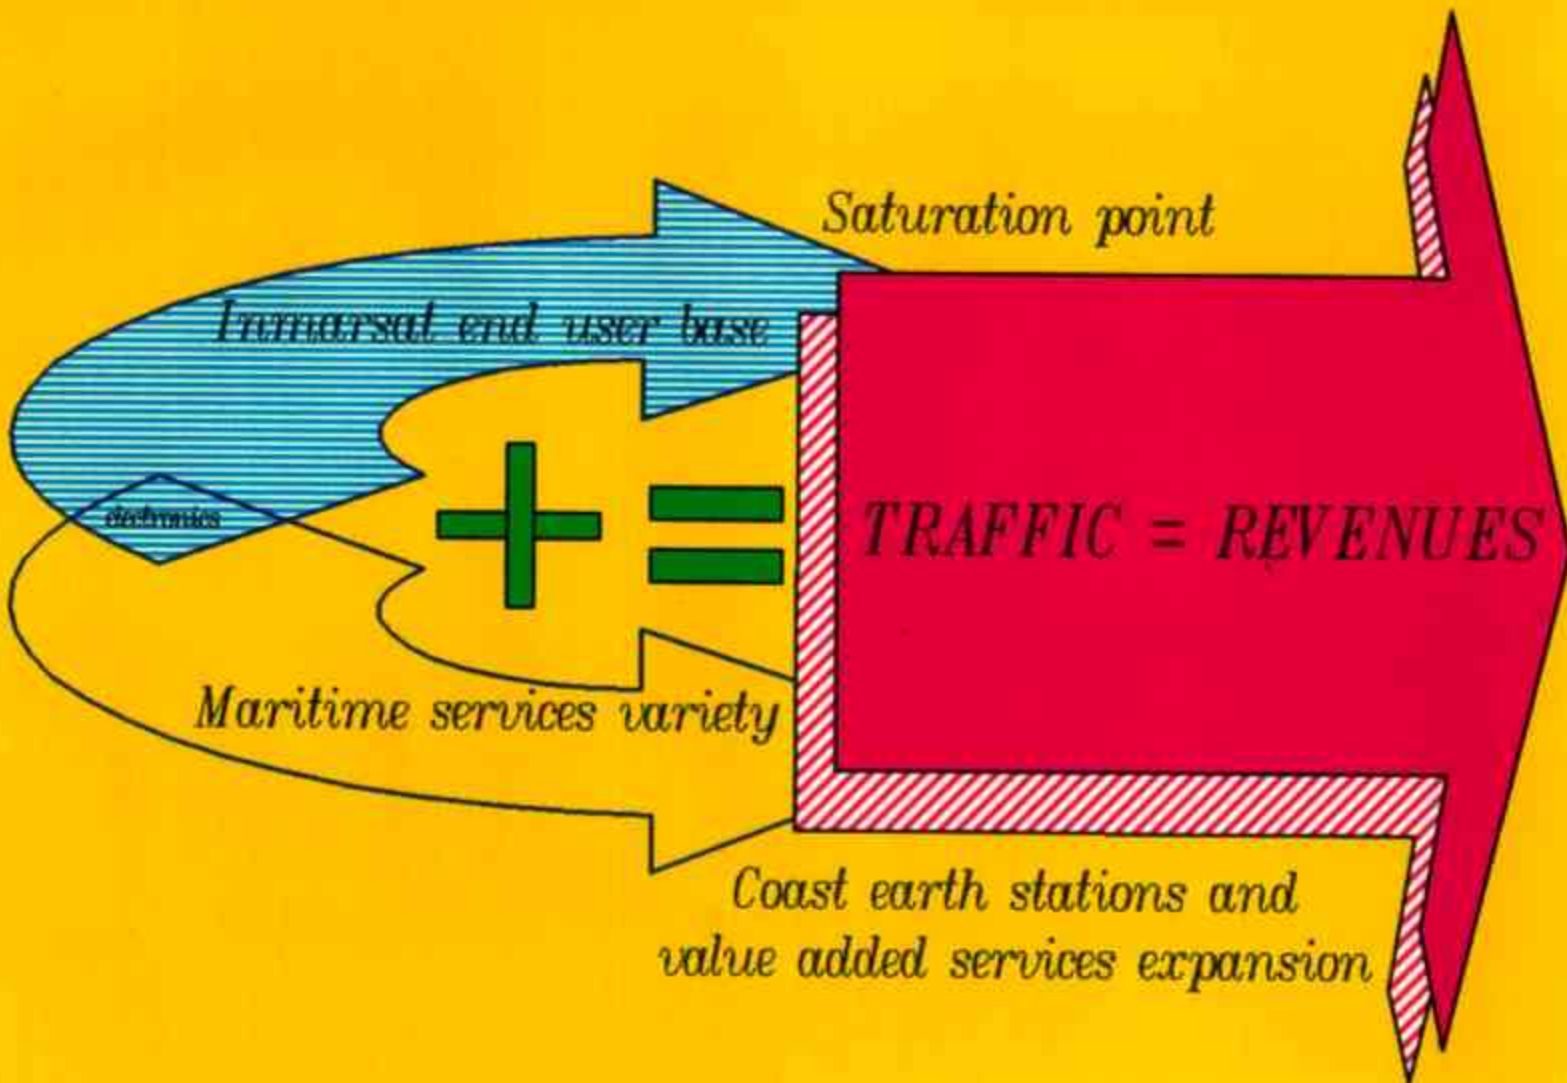 Saturation point
Inmarsat end user base
electronics
TRAFFIC = REVENUES
Maritime services variety
Coast earth stations and
value added services expansion